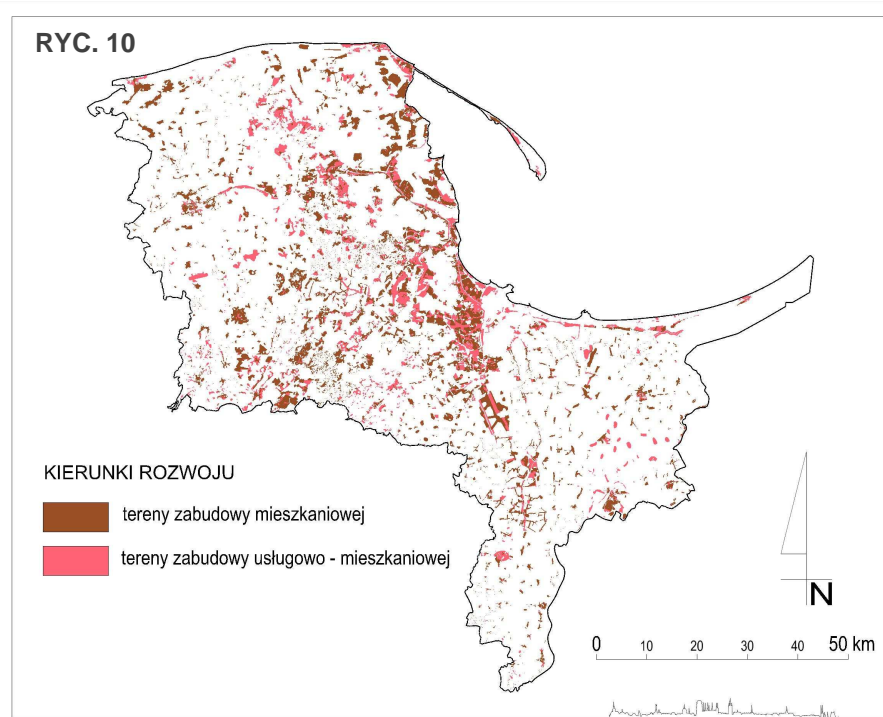 RYC. 10
KIERUNKI ROZWOJU
tereny zabudowy mieszkaniowej
tereny zabudowy usługowo - mieszkaniowej
N
0 10 20 30 40 50 km